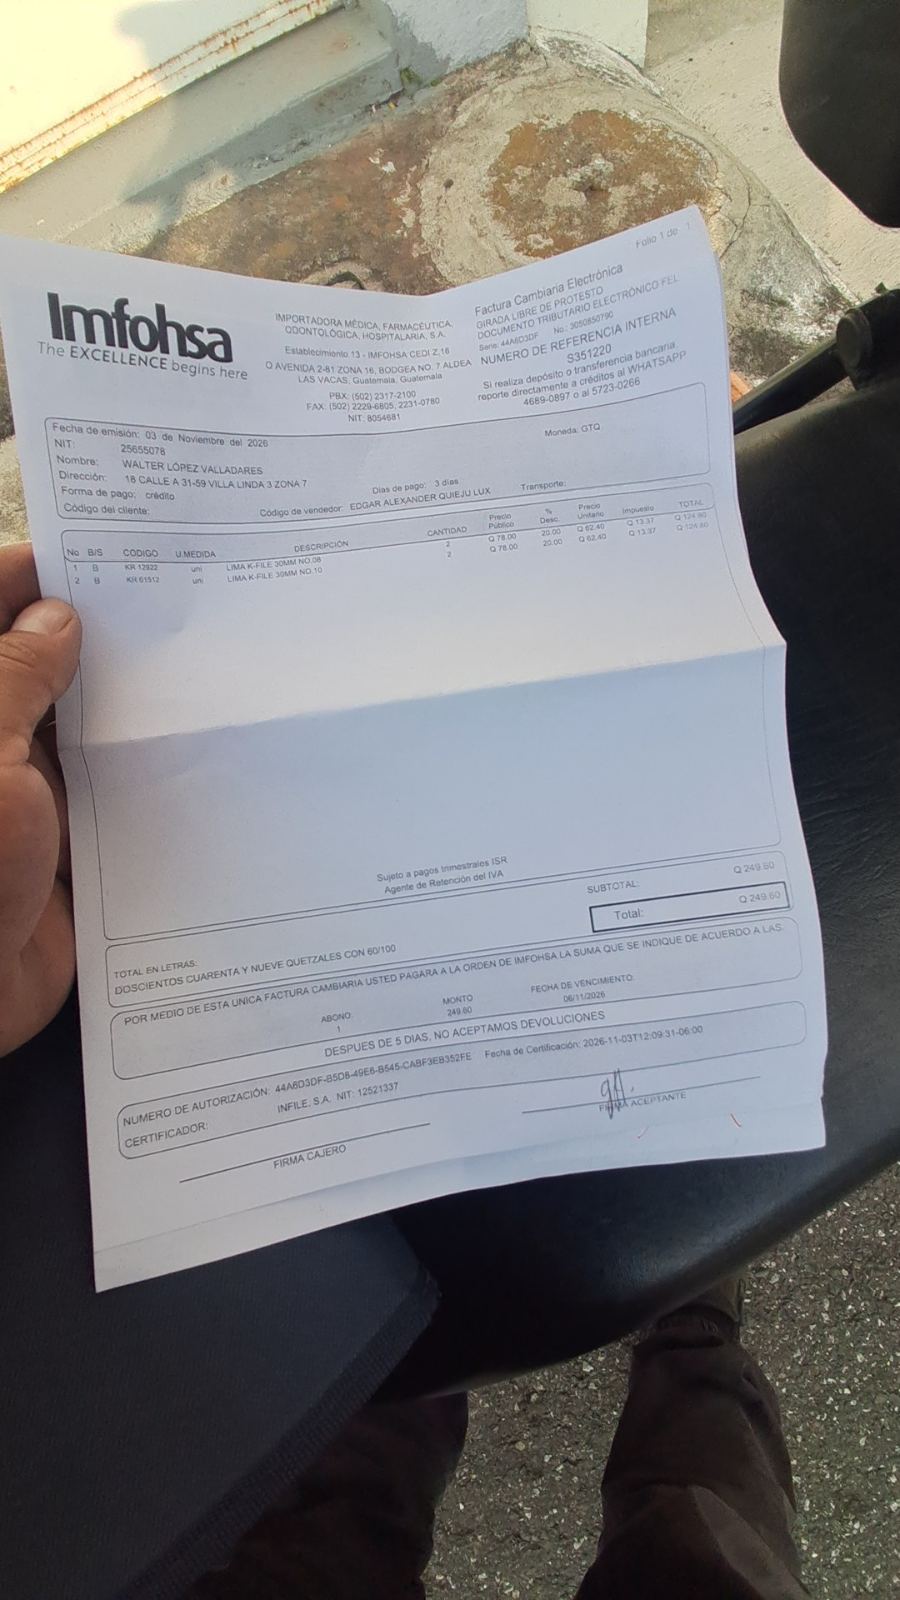 Folio 1 de 1
Imfohsa
The EXCELLENCE begins here
IMPORTADORA MÉDICA, FARMACÉUTICA,
ODONTOLÓGICA, HOSPITALARIA, S.A.
Establecimiento 13 - IMFOHSA CEDI Z.16
O AVENIDA 2-81 ZONA 16, BODGEA NO. 7 ALDEA
LAS VACAS, Guatemala, Guatemala
PBX: (502) 2317-2100
FAX: (502) 2229-6805, 2231-0780
NIT: 8054681
Factura Cambiaria Electrónica
GIRADA LIBRE DE PROTESTO
DOCUMENTO TRIBUTARIO ELECTRÓNICO FEL
Serie: 44A6D3DF No.: 3050850790
NUMERO DE REFERENCIA INTERNA
S351220
Si realiza depósito o transferencia bancaria,
reporte directamente a créditos al WHATSAPP
4689-0897 o al 5723-0266
Fecha de emisión: 03 de Noviembre del 2026
Moneda: GTQ
NIT: 25655078
Nombre: WALTER LÓPEZ VALLADARES
Dirección: 18 CALLE A 31-59 VILLA LINDA 3 ZONA 7
Forma de pago: crédito Días de pago: 3 días
Código del cliente: Código de vendedor: EDGAR ALEXANDER QUIEJU LUX Transporte:
No B/S CODIGO U.MEDIDA DESCRIPCIÓN CANTIDAD Precio Público % Desc. Precio Unitario Impuesto TOTAL
1 B KR 12922 uni LIMA K-FILE 30MM NO.08 2 Q 78.00 20.00 Q 62.40 Q 13.37 Q 124.80
2 B KR 61512 uni LIMA K-FILE 30MM NO.10 2 Q 78.00 20.00 Q 62.40 Q 13.37 Q 124.80
Sujeto a pagos trimestrales ISR
Agente de Retención del IVA
SUBTOTAL: Q 249.60
Total: Q 249.60
TOTAL EN LETRAS:
DOSCIENTOS CUARENTA Y NUEVE QUETZALES CON 60/100
POR MEDIO DE ESTA UNICA FACTURA CAMBIARIA USTED PAGARA A LA ORDEN DE IMFOHSA LA SUMA QUE SE INDIQUE DE ACUERDO A LAS
ABONO: MONTO FECHA DE VENCIMIENTO:
1 249.60 06/11/2026
DESPUES DE 5 DIAS, NO ACEPTAMOS DEVOLUCIONES
NUMERO DE AUTORIZACIÓN: 44A6D3DF-B5D8-49E6-B545-CABF3EB352FE Fecha de Certificación: 2026-11-03T12:09:31-06:00
CERTIFICADOR: INFILE, S.A. NIT: 12521337
FIRMA CAJERO
FIRMA ACEPTANTE